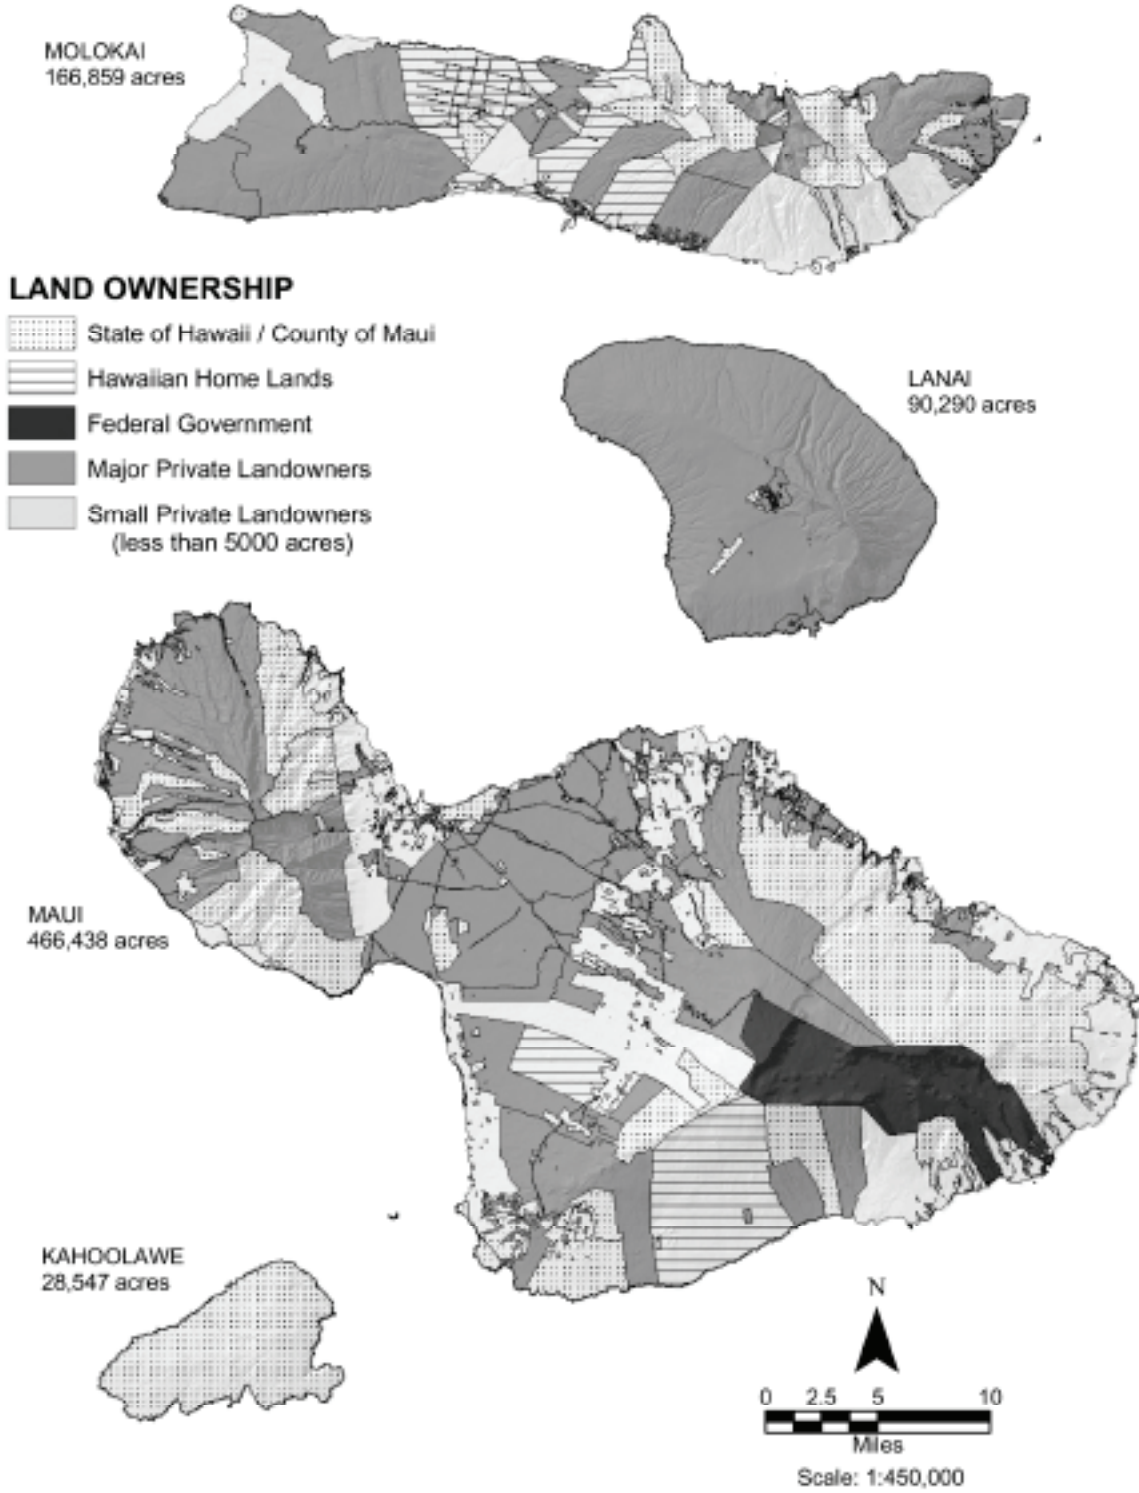 MOLOKAI
166,859 acres
LAND OWNERSHIP
State of Hawaii / County of Maui
Hawaiian Home Lands
Federal Government
Major Private Landowners
Small Private Landowners
(less than 5000 acres)
LANAI
90,290 acres
MAUI
466,438 acres
KAHOOLAWE
28,547 acres
N
0 2.5 5 10
Miles
Scale: 1:450,000